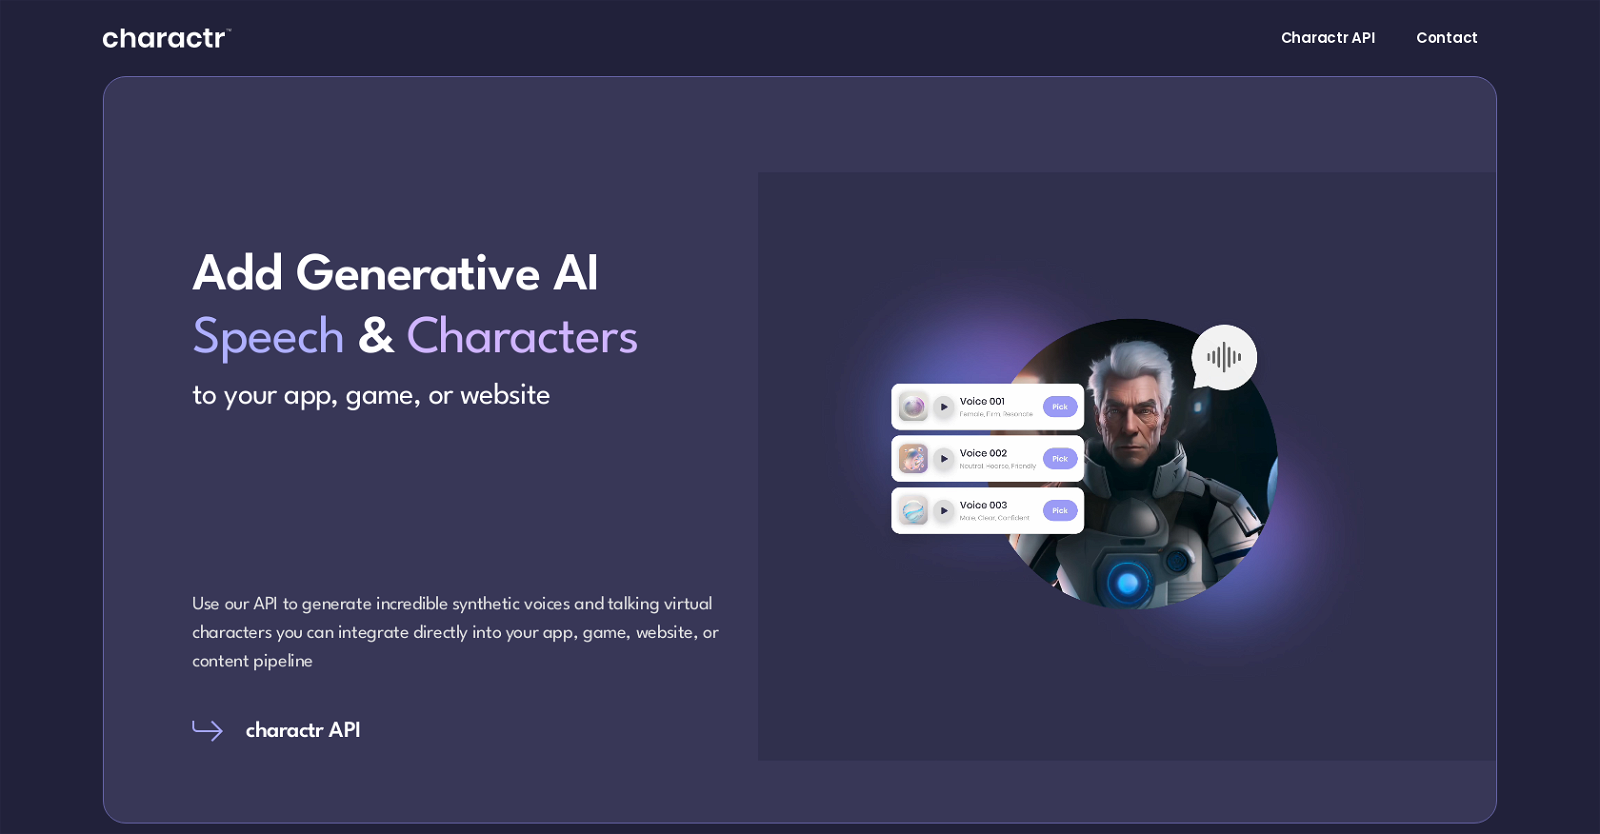 charactr™
Charactr API
Contact
Add Generative AI
Speech & Characters
to your app, game, or website
Voice 001
Female, Firm, Resonate
Pick
Voice 002
Neutral, Hoarse, Friendly
Pick
Voice 003
Male, Clear, Confident
Pick
Use our API to generate incredible synthetic voices and talking virtual
characters you can integrate directly into your app, game, website, or
content pipeline
charactr API